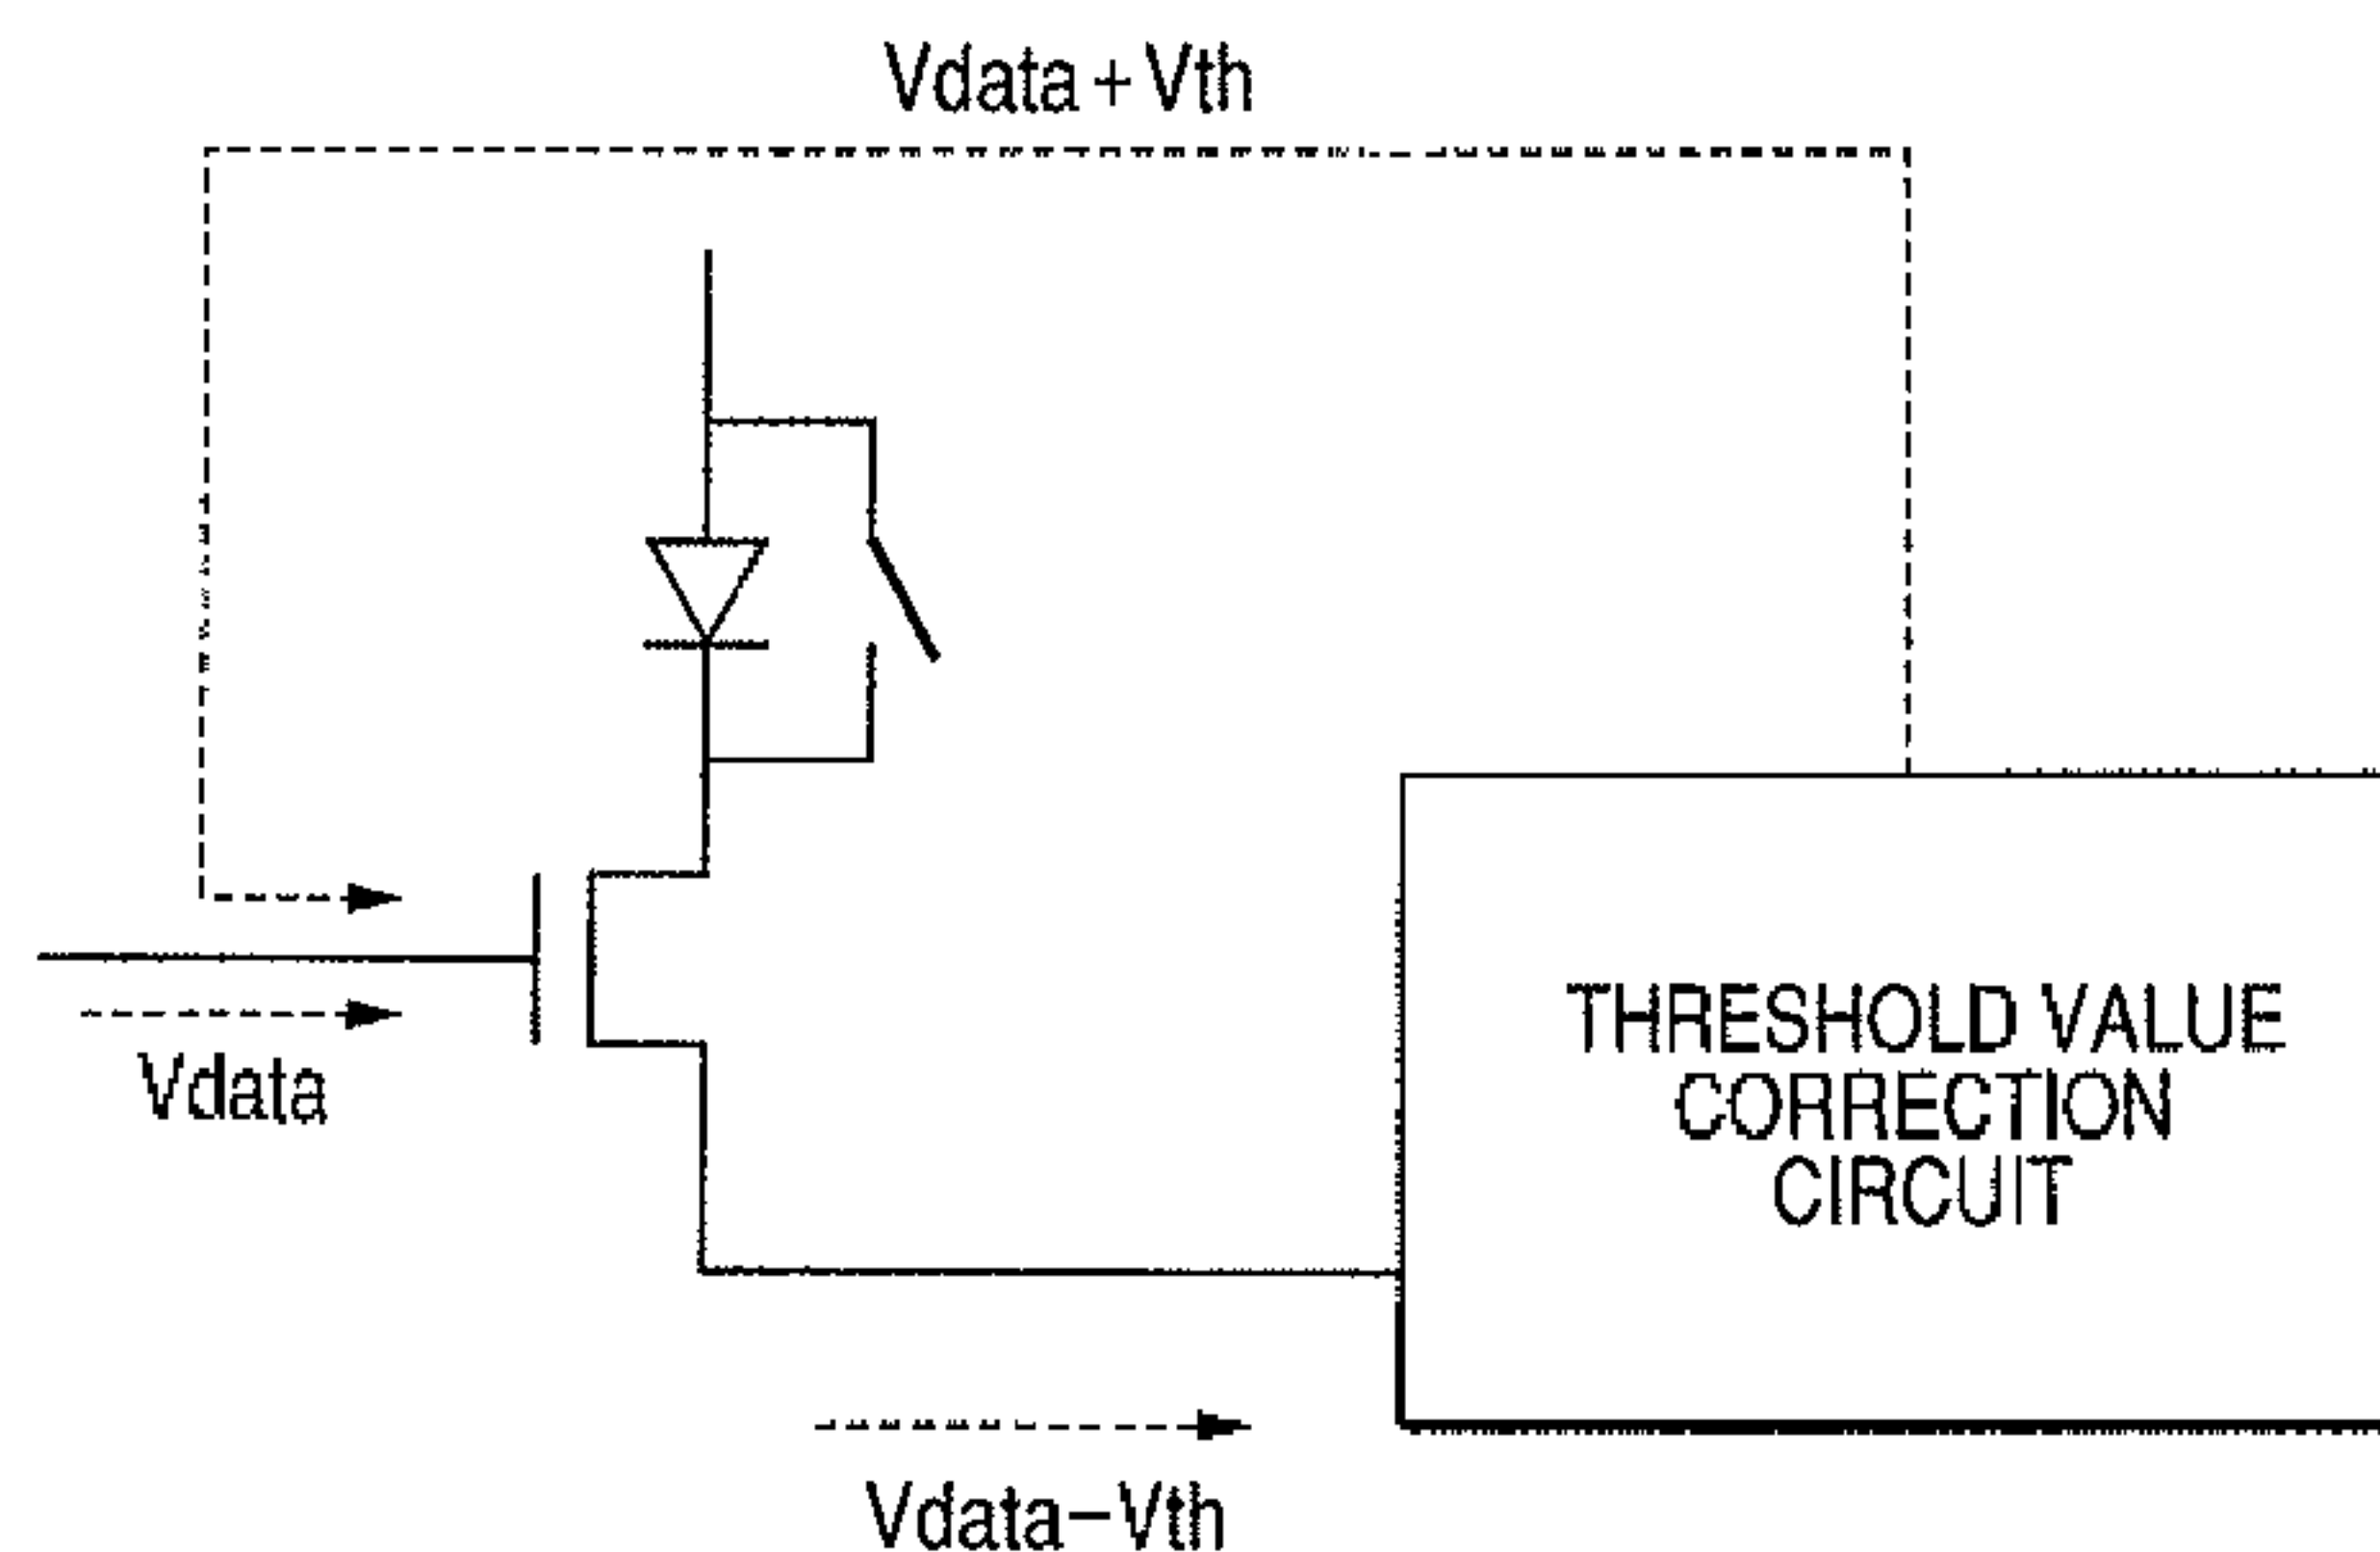 Vdata+Vth
Vdata
THRESHOLD VALUE
CORRECTION
CIRCUIT
Vdata−Vth